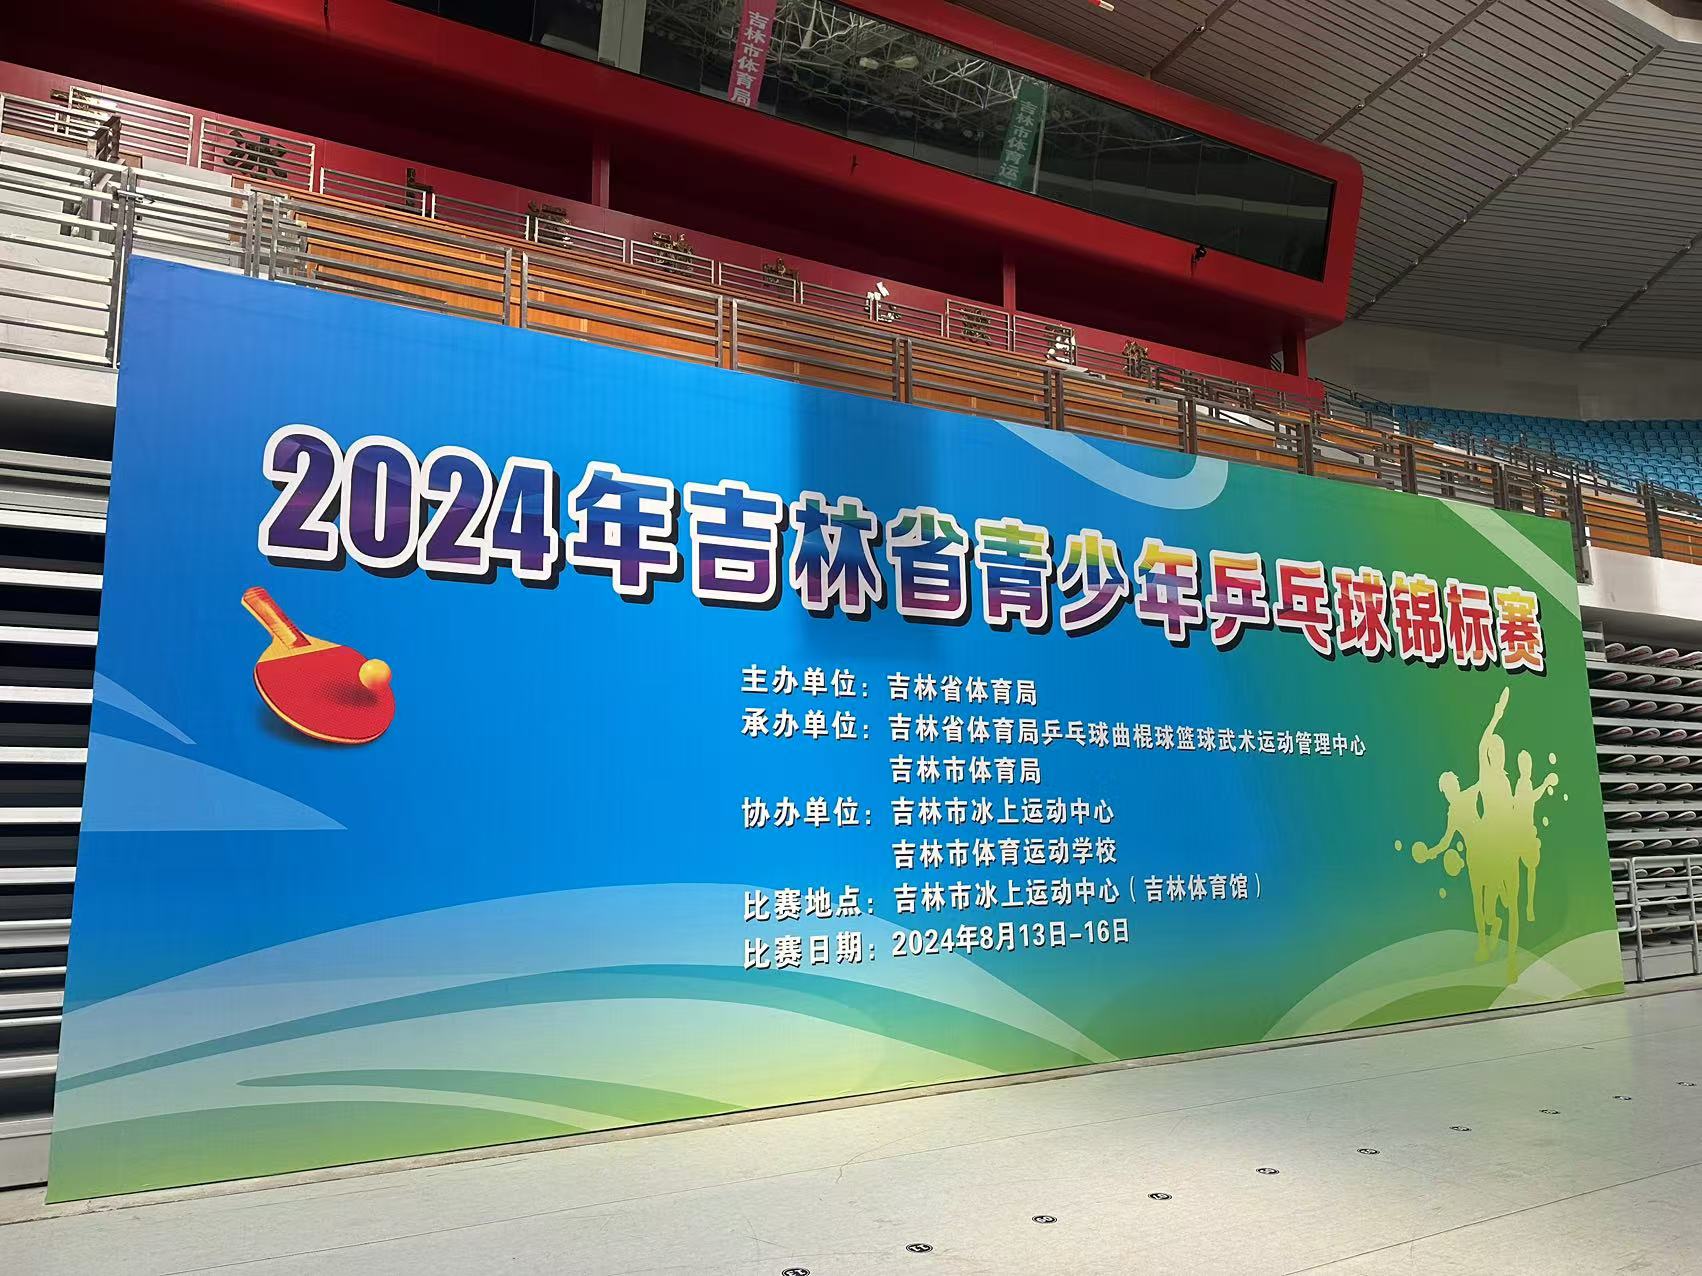 吉林市体育局
吉林市体育运
2024年吉林省青少年乒乓球锦标赛
主办单位：吉林省体育局
承办单位：吉林省体育局乒乓球曲棍球篮球武术运动管理中心
吉林市体育局
协办单位：吉林市冰上运动中心
吉林市体育运动学校
比赛地点：吉林市冰上运动中心（吉林体育馆）
比赛日期：2024年8月13日-16日